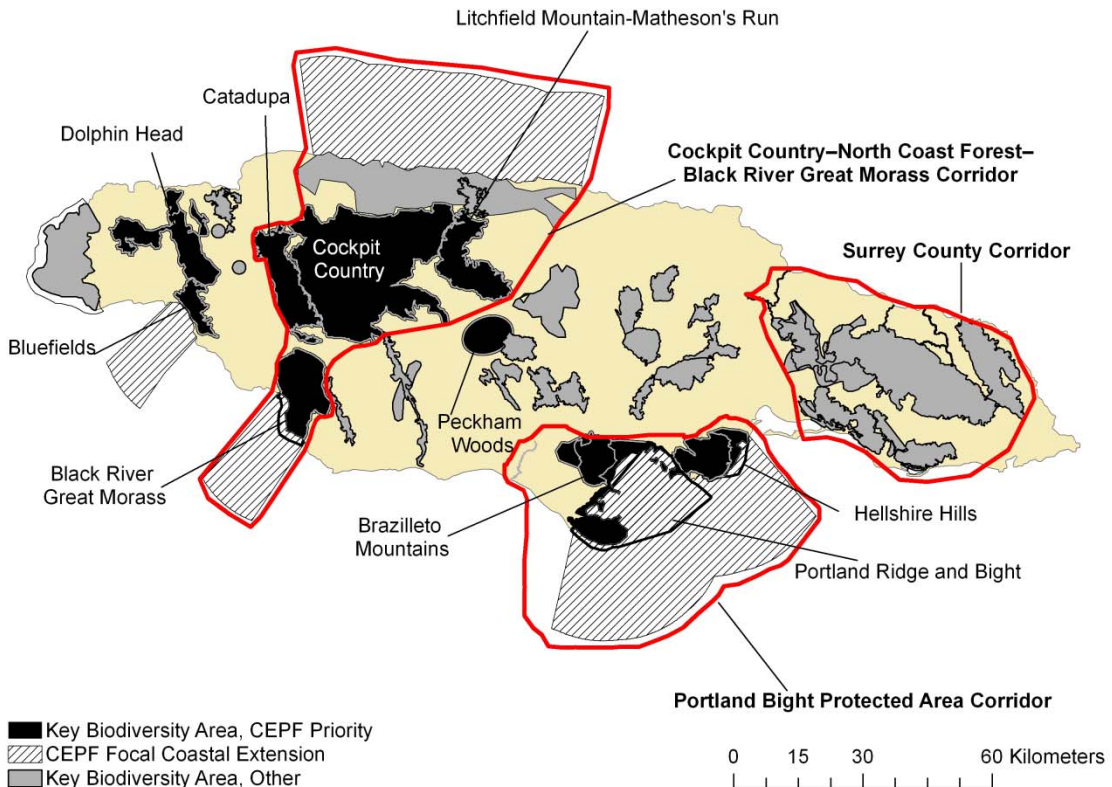 Litchfield Mountain-Matheson's Run
Catadupa
Dolphin Head
Cockpit Country–North Coast Forest–
Black River Great Morass Corridor
Cockpit
Country
Surrey County Corridor
Bluefields
Peckham
Woods
Black River
Great Morass
Brazilleto
Mountains
Hellshire Hills
Portland Ridge and Bight
Portland Bight Protected Area Corridor
Key Biodiversity Area, CEPF Priority
CEPF Focal Coastal Extension
Key Biodiversity Area, Other
0 15 30 60 Kilometers